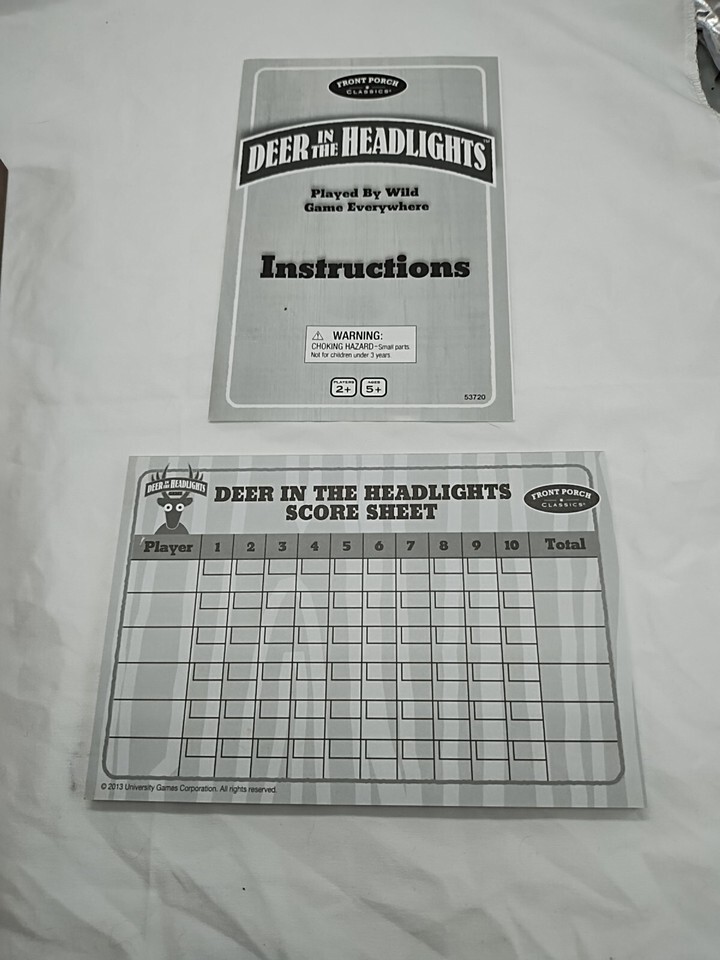 FRONT PORCH
CLASSICS®
DEER IN THE HEADLIGHTS™
Played By Wild
Game Everywhere
Instructions
WARNING:
CHOKING HAZARD - Small parts.
Not for children under 3 years.
PLAYERS
2+
AGES
5+
53720
DEER IN THE HEADLIGHTS
DEER IN THE HEADLIGHTS
SCORE SHEET
FRONT PORCH
CLASSICS®
Player 1 2 3 4 5 6 7 8 9 10 Total
© 2013 University Games Corporation. All rights reserved.